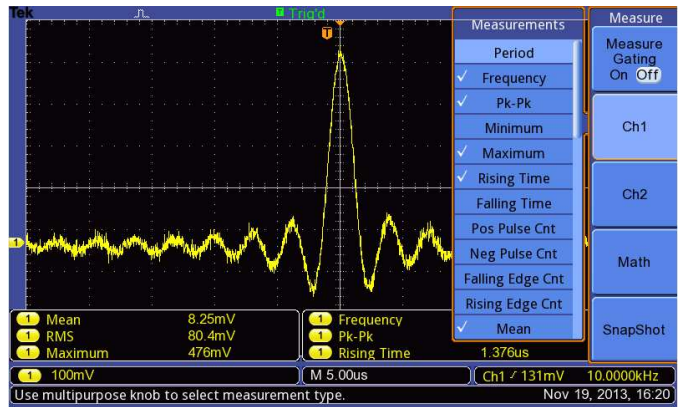 Tek
T Trig'd
T
Measurements
Period
Frequency
Pk-Pk
Minimum
Maximum
Rising Time
Falling Time
Pos Pulse Cnt
Neg Pulse Cnt
Falling Edge Cnt
Rising Edge Cnt
Mean
Measure
Measure
Gating
On Off
Ch1
Ch2
Math
SnapShot
1
1 Mean 8.25mV
1 RMS 80.4mV
1 Maximum 476mV
1 Frequency
1 Pk-Pk
1 Rising Time 1.376us
1 100mV
M 5.00us
Ch1 / 131mV 10.0000kHz
Use multipurpose knob to select measurement type.
Nov 19, 2013, 16:20